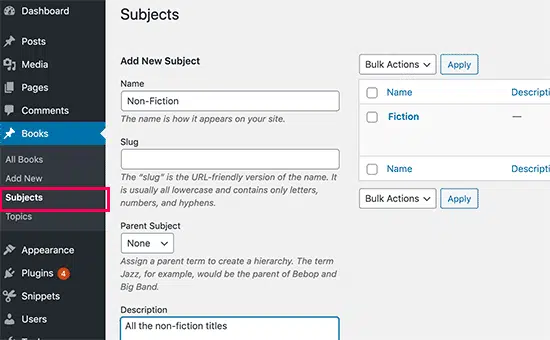 Dashboard
Posts
Media
Pages
Comments
Books
All Books
Add New
Subjects
Topics
Appearance
Plugins 4
Snippets
Users
Subjects
Add New Subject
Name
Non-Fiction
The name is how it appears on your site.
Slug
The “slug” is the URL-friendly version of the name. It
is usually all lowercase and contains only letters,
numbers, and hyphens.
Parent Subject
None
Assign a parent term to create a hierarchy. The term
Jazz, for example, would be the parent of Bebop and
Big Band.
Description
All the non-fiction titles
Bulk Actions Apply
Name Descripti
Fiction —
Name Descripti
Bulk Actions Apply